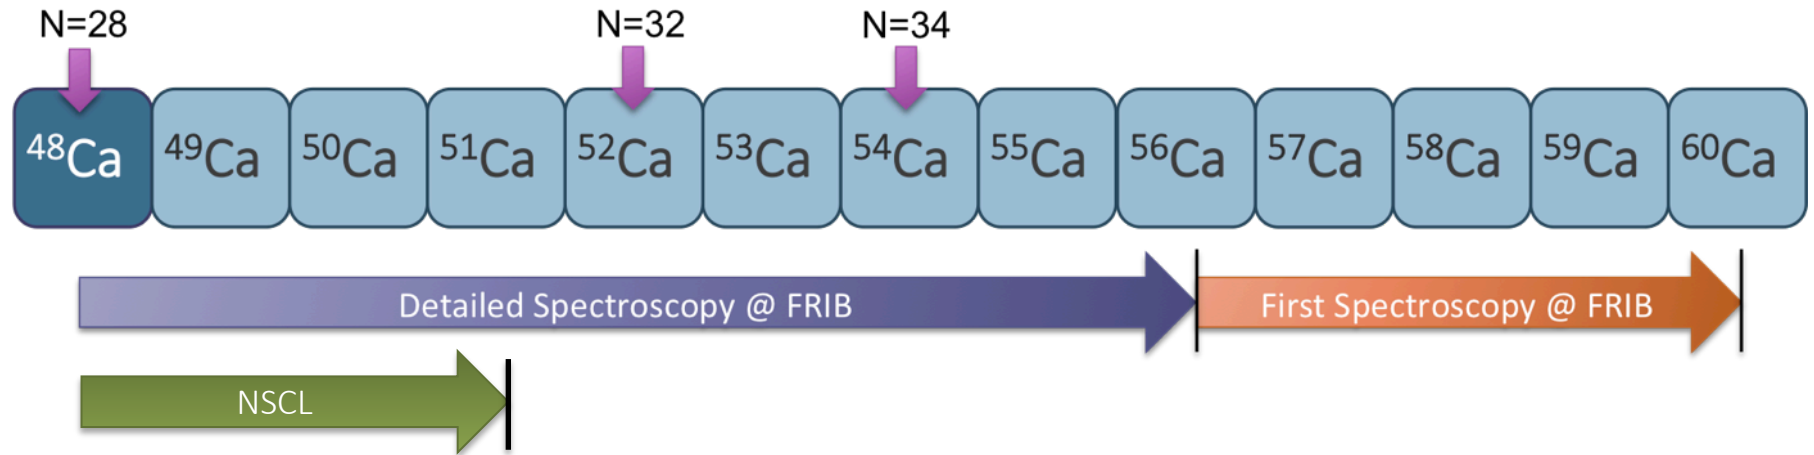 N=28 N=32 N=34
⁴⁸Ca ⁴⁹Ca ⁵⁰Ca ⁵¹Ca ⁵²Ca ⁵³Ca ⁵⁴Ca ⁵⁵Ca ⁵⁶Ca ⁵⁷Ca ⁵⁸Ca ⁵⁹Ca ⁶⁰Ca
Detailed Spectroscopy @ FRIB First Spectroscopy @ FRIB
NSCL